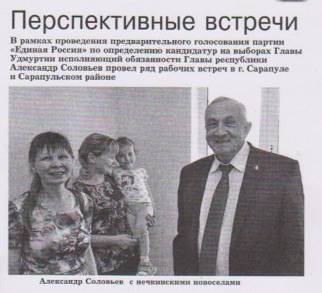 Перспективные встречи
В рамках проведения предварительного голосования партии
«Единая Россия» по определению кандидатур на выборах Главы
Удмуртии исполняющий обязанности Главы республики
Александр Соловьев провел ряд рабочих встреч в г. Сарапуле
и Сарапульском районе
Александр Соловьев с нечкинскими новоселами